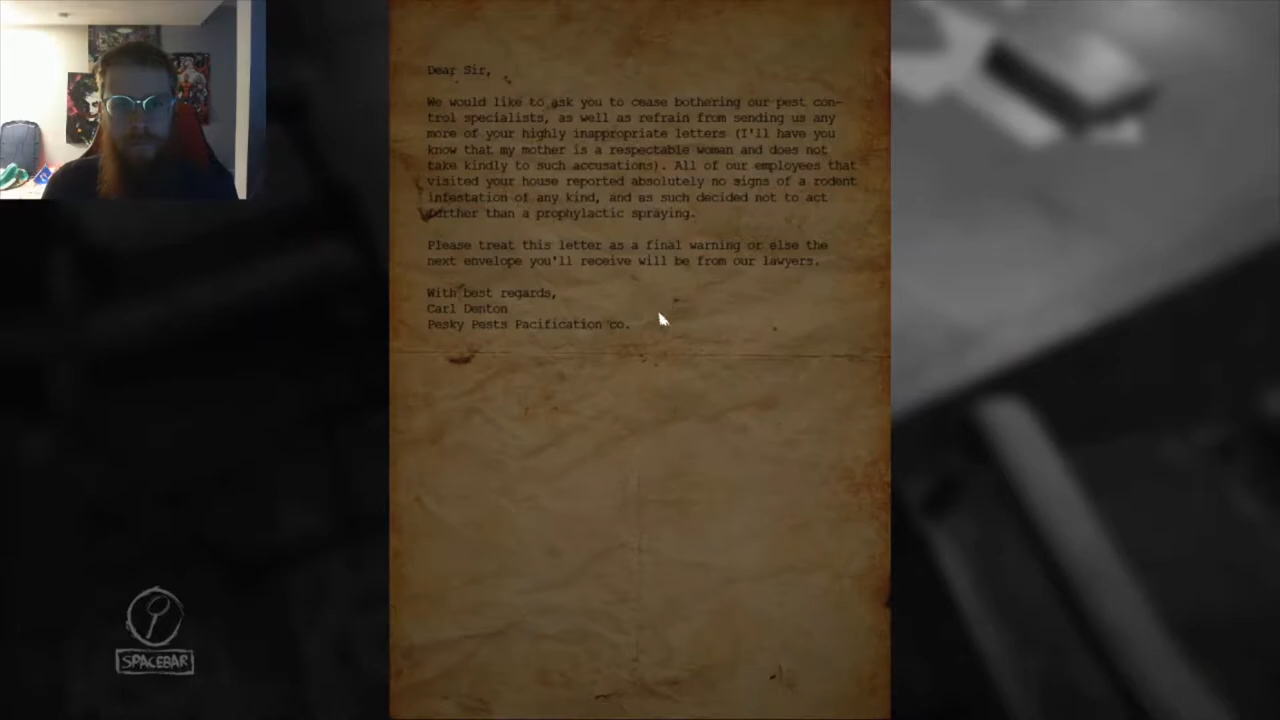 Dear Sir,
We would like to ask you to cease bothering our pest con-
trol specialists, as well as refrain from sending us any
more of your highly inappropriate letters (I'll have you
know that my mother is a respectable woman and does not
take kindly to such accusations). All of our employees that
visited your house reported absolutely no signs of a rodent
infestation of any kind, and as such decided not to act
further than a prophylactic spraying.
Please treat this letter as a final warning or else the
next envelope you'll receive will be from our lawyers.
With best regards,
Carl Denton
Pesky Pests Pacification co.
SPACEBAR